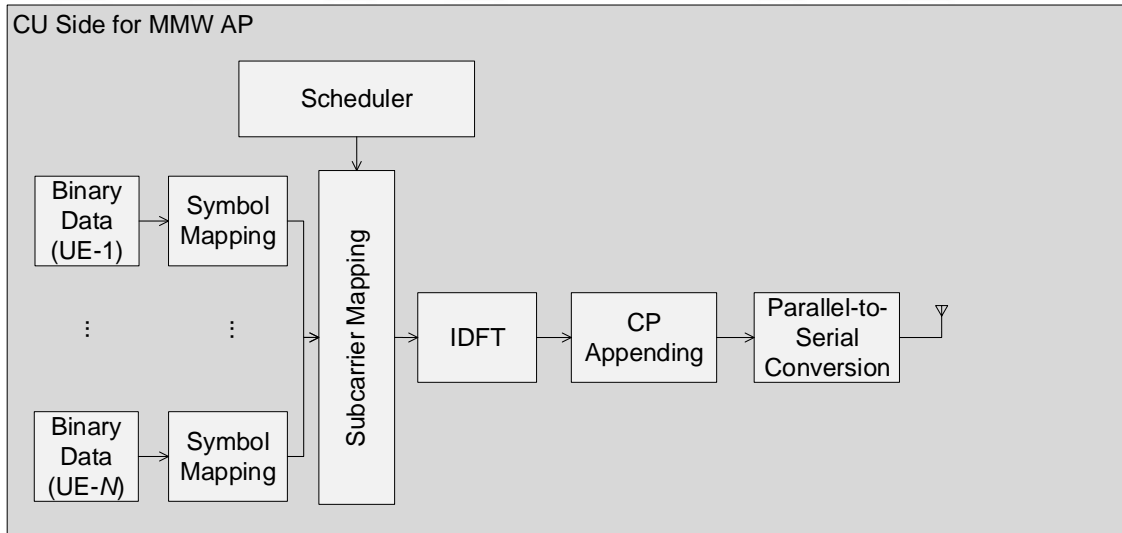 CU Side for MMW AP
Scheduler
Binary
Data
(UE-1)
Symbol
Mapping
...
...
Binary
Data
(UE-N)
Symbol
Mapping
Subcarrier Mapping
IDFT
CP
Appending
Parallel-to-
Serial
Conversion